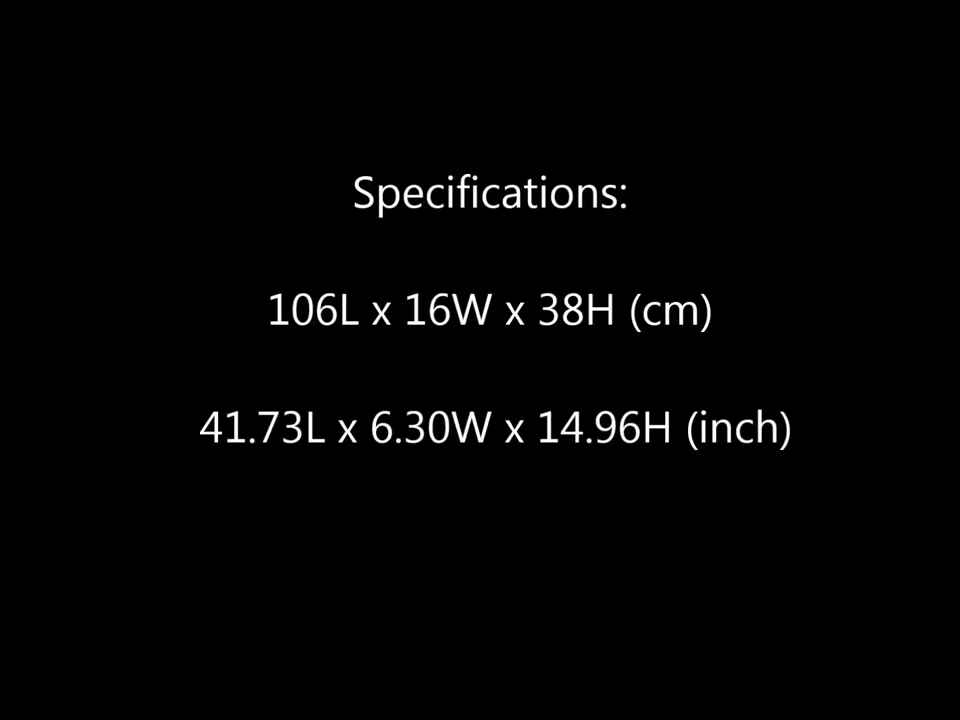 Specifications:
106L x 16W x 38H (cm)
41.73L x 6.30W x 14.96H (inch)